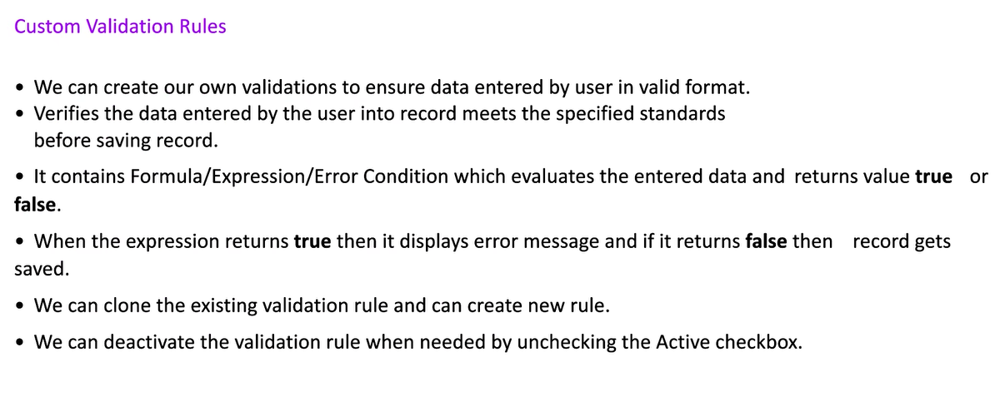 Custom Validation Rules
• We can create our own validations to ensure data entered by user in valid format.
• Verifies the data entered by the user into record meets the specified standards
before saving record.
• It contains Formula/Expression/Error Condition which evaluates the entered data and returns value true or
false.
• When the expression returns true then it displays error message and if it returns false then record gets
saved.
• We can clone the existing validation rule and can create new rule.
• We can deactivate the validation rule when needed by unchecking the Active checkbox.